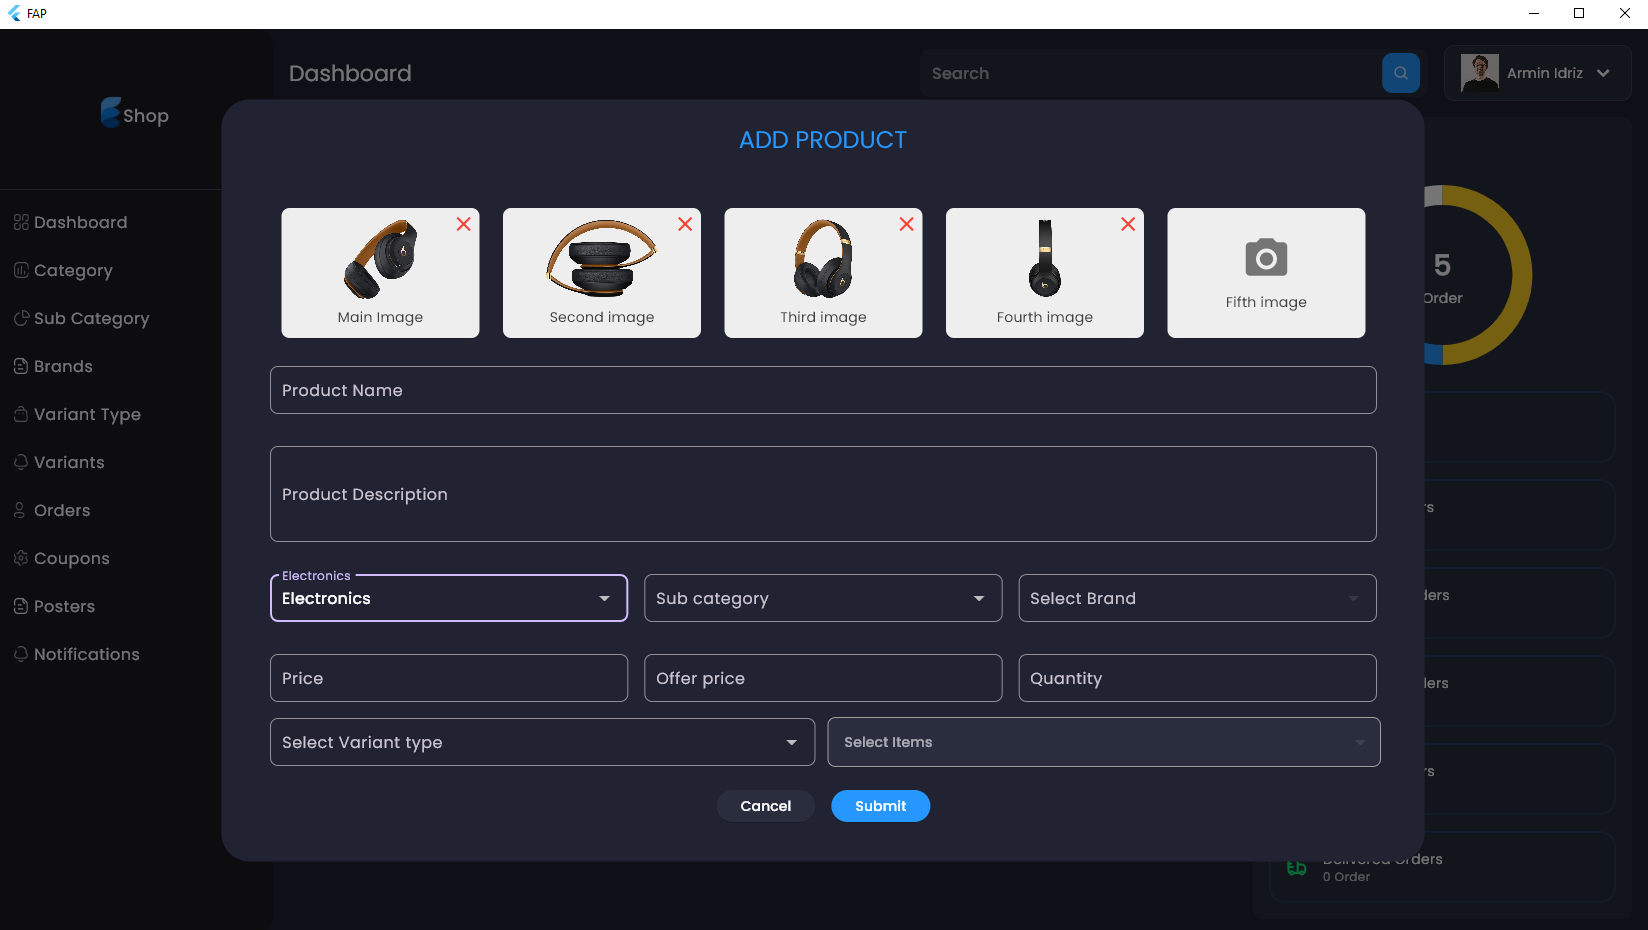 FAP
Dashboard
Search
Armin Idriz
Shop
ADD PRODUCT
Dashboard
Category
Sub Category
Brands
Variant Type
Variants
Orders
Coupons
Posters
Notifications
Main Image
Second image
Third image
Fourth image
Fifth image
5
Order
Product Name
Product Description
Electronics
Electronics
Sub category
Select Brand
Price
Offer price
Quantity
Select Variant type
Select Items
Cancel
Submit
Delivered Orders
0 Order